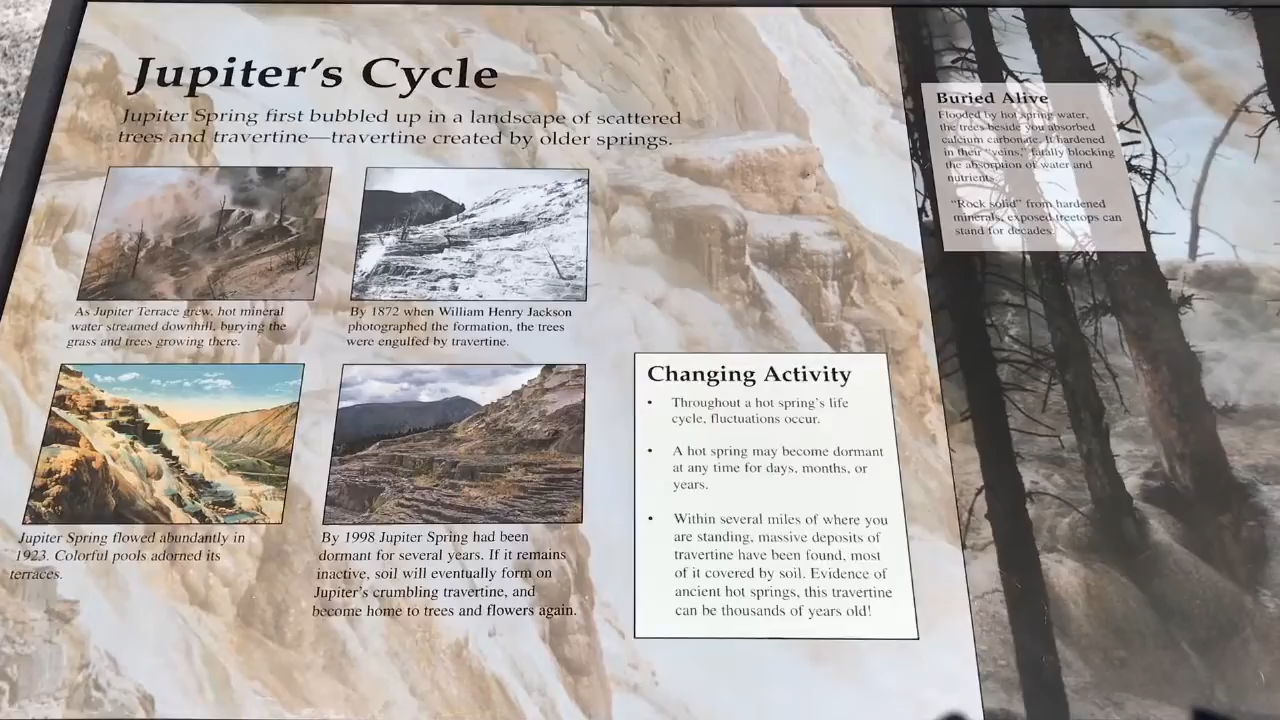 Jupiter's Cycle
Jupiter Spring first bubbled up in a landscape of scattered
trees and travertine—travertine created by older springs.
As Jupiter Terrace grew, hot mineral
water streamed downhill, burying the
grass and trees growing there.
By 1872 when William Henry Jackson
photographed the formation, the trees
were engulfed by travertine.
Jupiter Spring flowed abundantly in
1923. Colorful pools adorned its
terraces.
By 1998 Jupiter Spring had been
dormant for several years. If it remains
inactive, soil will eventually form on
Jupiter's crumbling travertine, and
become home to trees and flowers again.
Changing Activity
• Throughout a hot spring's life
cycle, fluctuations occur.
• A hot spring may become dormant
at any time for days, months, or
years.
• Within several miles of where you
are standing, massive deposits of
travertine have been found, most
of it covered by soil. Evidence of
ancient hot springs, this travertine
can be thousands of years old!
Buried Alive
Flooded by hot spring water,
the trees beside you absorbed
calcium carbonate. It hardened
in their "veins," fatally blocking
the absorption of water and
nutrients.
"Rock solid" from hardened
minerals, exposed treetops can
stand for decades.